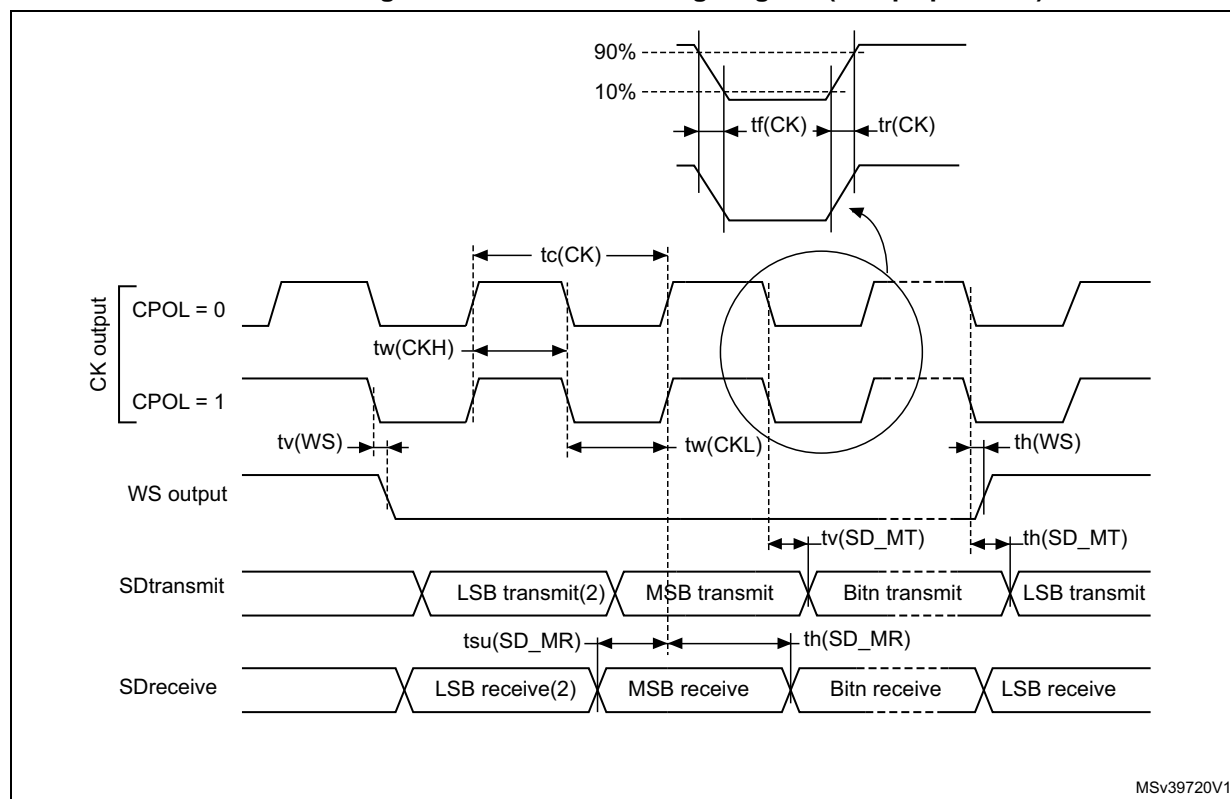 90%
10%
tf(CK)
tr(CK)
tc(CK)
CK output
CPOL = 0
tw(CKH)
CPOL = 1
tv(WS)
tw(CKL)
th(WS)
WS output
tv(SD_MT)
th(SD_MT)
SDtransmit
LSB transmit(2)
MSB transmit
Bitn transmit
LSB transmit
tsu(SD_MR)
th(SD_MR)
SDreceive
LSB receive(2)
MSB receive
Bitn receive
LSB receive
MSv39720V1